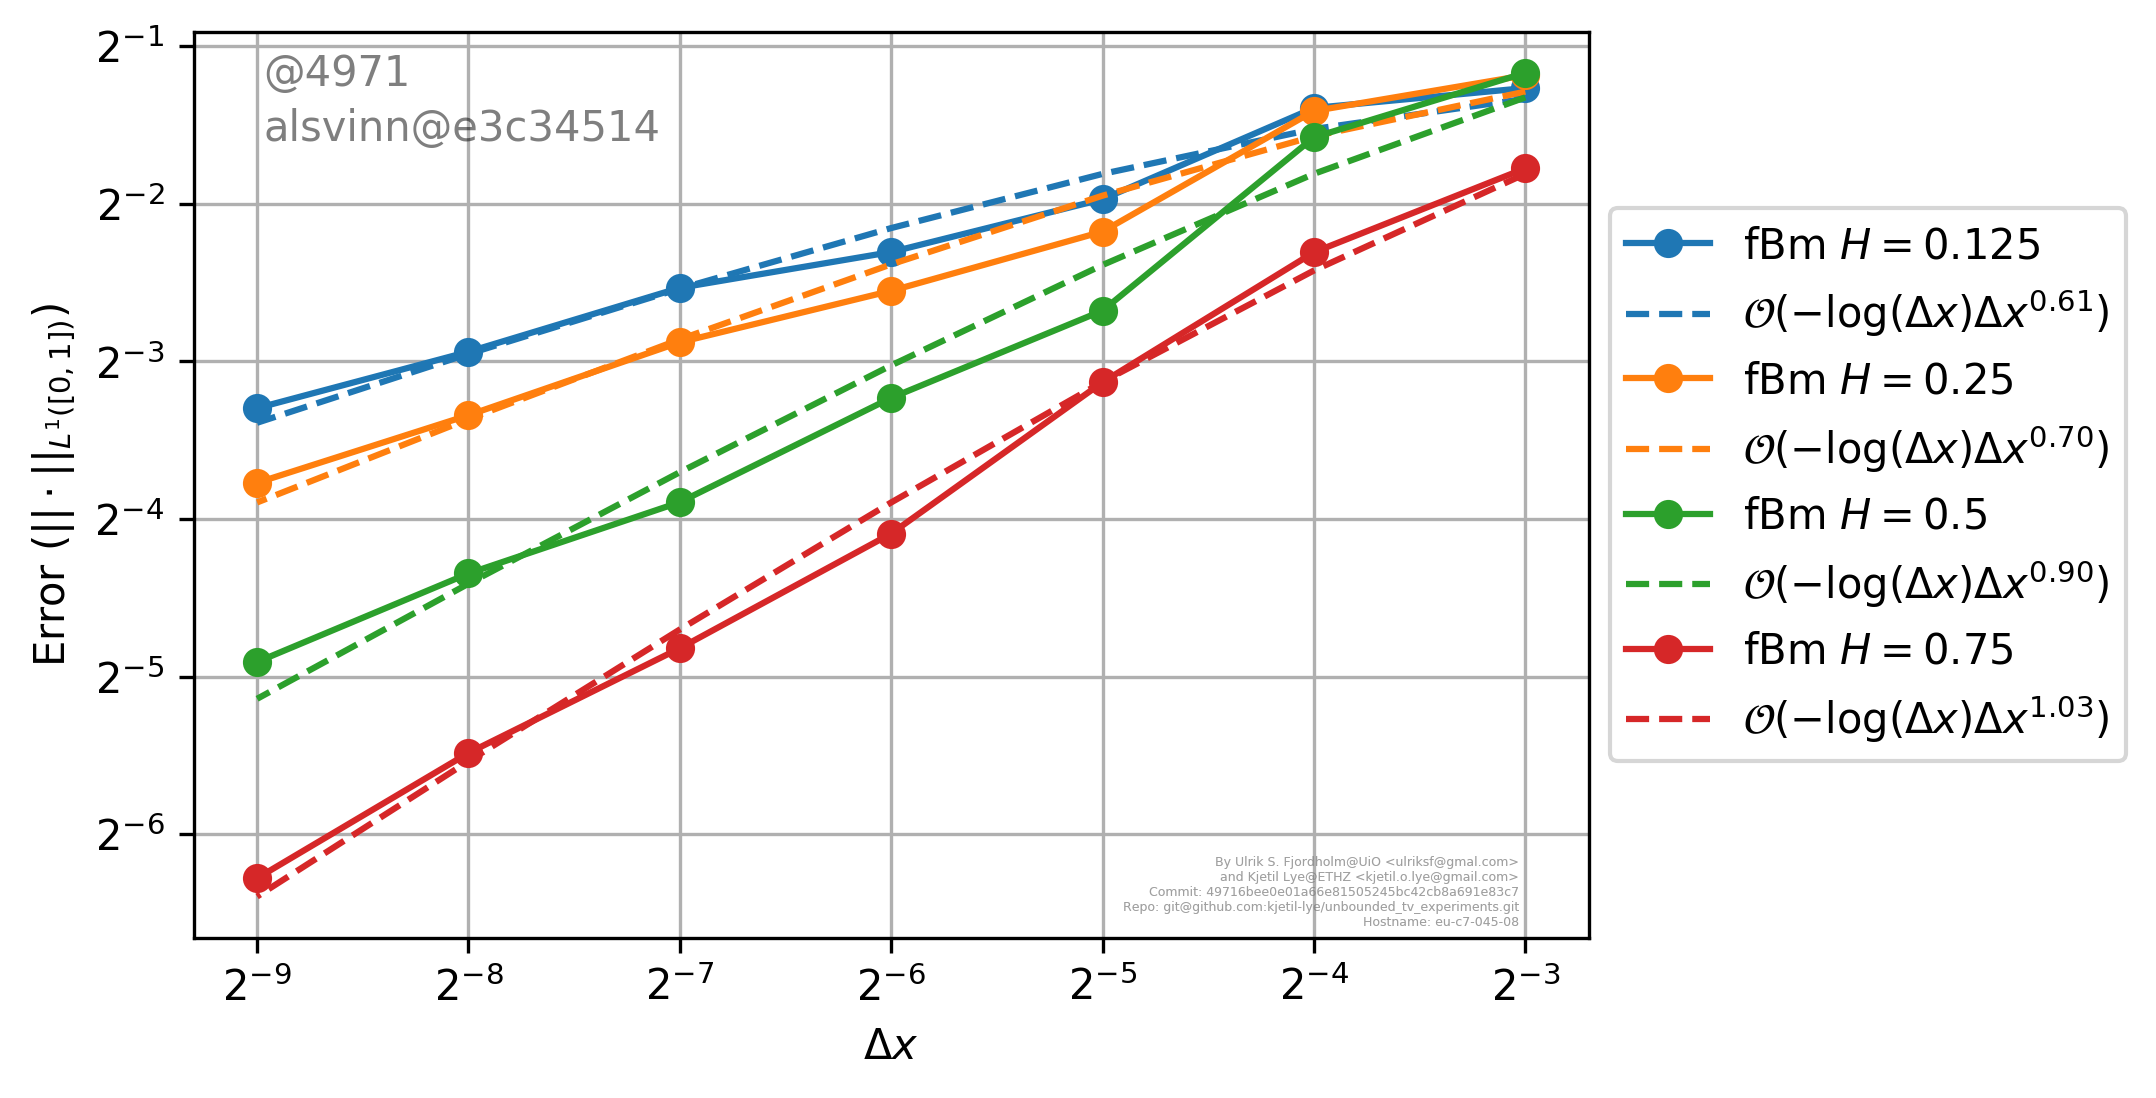 @4971
alsvinn@e3c34514
2⁻¹
2⁻²
2⁻³
2⁻⁴
2⁻⁵
2⁻⁶
Error (|| · ||_{L¹([0, 1])})
2⁻⁹ 2⁻⁸ 2⁻⁷ 2⁻⁶ 2⁻⁵ 2⁻⁴ 2⁻³
Δx
By Ulrik S. Fjordholm@UiO <ulriksf@gmal.com>
and Kjetil Lye@ETHZ <kjetil.o.lye@gmail.com>
Commit: 49716bee0e01a66e81505245bc42cb8a691e83c7
Repo: git@github.com:kjetil-lye/unbounded_tv_experiments.git
Hostname: eu-c7-045-08
fBm H = 0.125
𝒪(−log(Δx)Δx^{0.61})
fBm H = 0.25
𝒪(−log(Δx)Δx^{0.70})
fBm H = 0.5
𝒪(−log(Δx)Δx^{0.90})
fBm H = 0.75
𝒪(−log(Δx)Δx^{1.03})